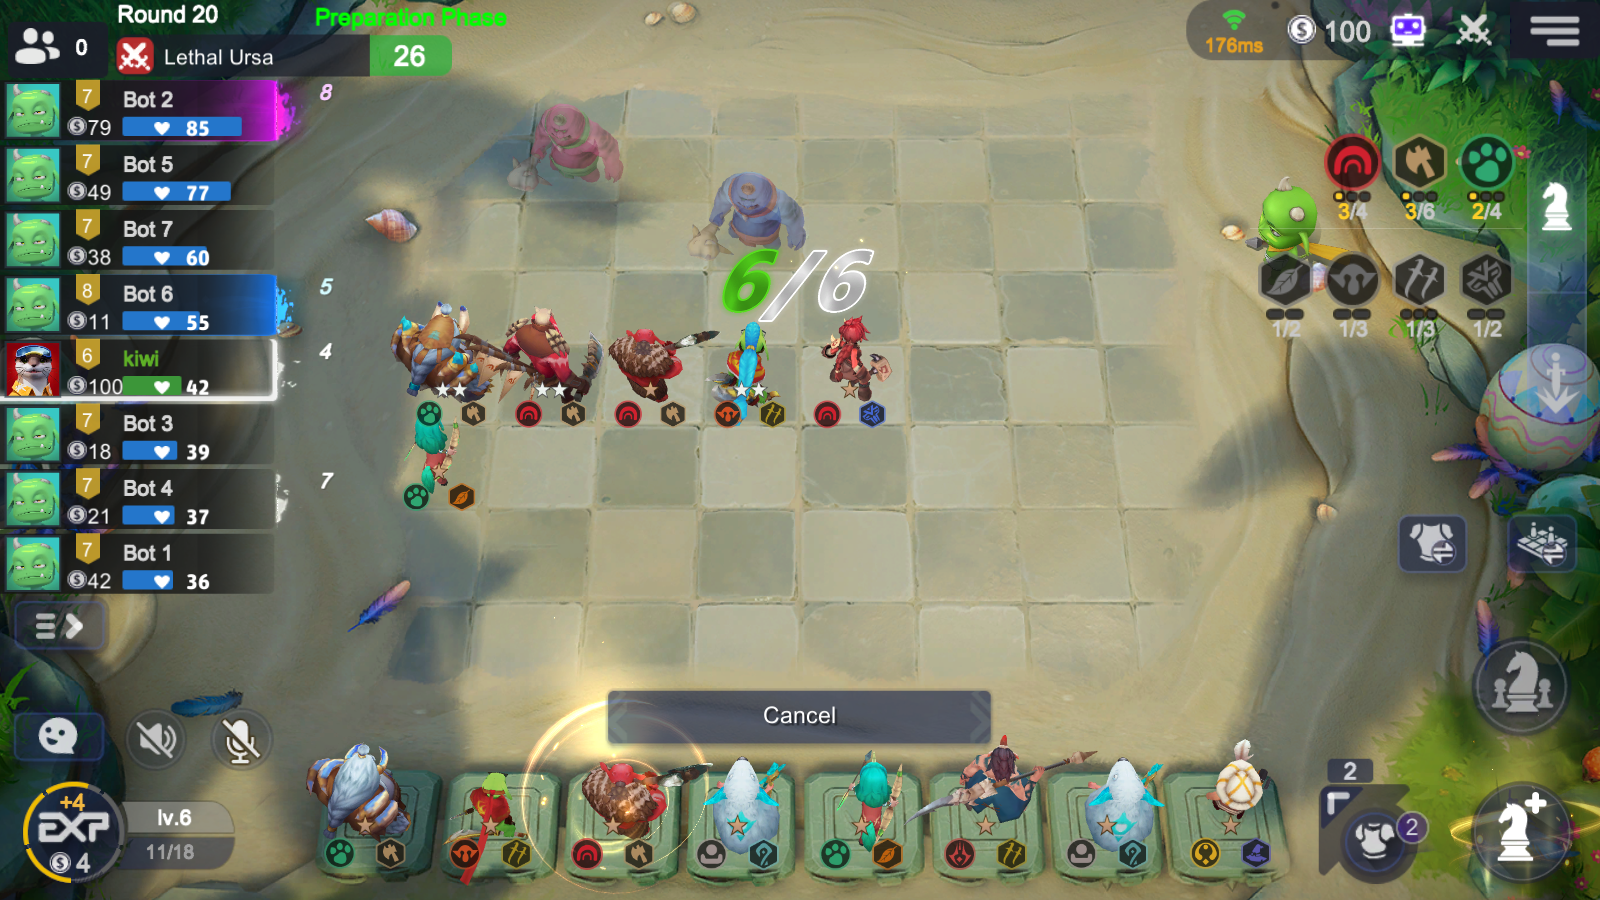 Round 20
Preparation Phase
0
Lethal Ursa
26
176ms
100
7
Bot 2
8
79
85
7
Bot 5
49
77
7
Bot 7
38
60
8
Bot 6
5
11
55
6
kiwi
4
100
42
7
Bot 3
18
39
7
Bot 4
7
21
37
7
Bot 1
42
36
3/4
3/6
2/4
1/2
1/3
1/3
1/2
6/6
Cancel
+4
EXP
4
lv.6
11/18
2
2